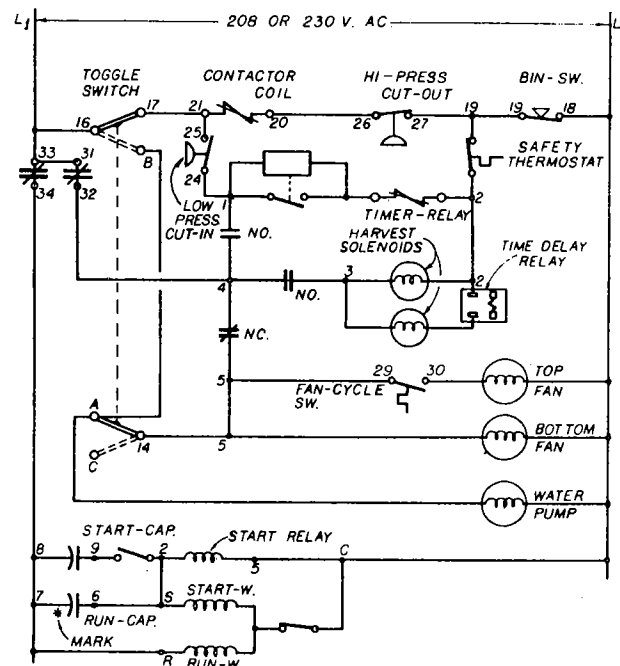 L1 208 OR 230 V. AC L
TOGGLE SWITCH
CONTACTOR COIL
HI-PRESS CUT-OUT
BIN-SW.
16 17 21 20 26 27 19 19 18
B
25
24
LOW PRESS CUT-IN
SAFETY THERMOSTAT
33 31
34 32
1
TIMER-RELAY
2
NO.
HARVEST SOLENOIDS
TIME DELAY RELAY
4
NO.
3
2
NC.
5
FAN-CYCLE SW.
29 30
TOP FAN
A
C
14
5
BOTTOM FAN
WATER PUMP
START-CAP.
START RELAY
8 9 2 5 C
7 6 S
START-W.
RUN-CAP.
* MARK
R
RUN-W.